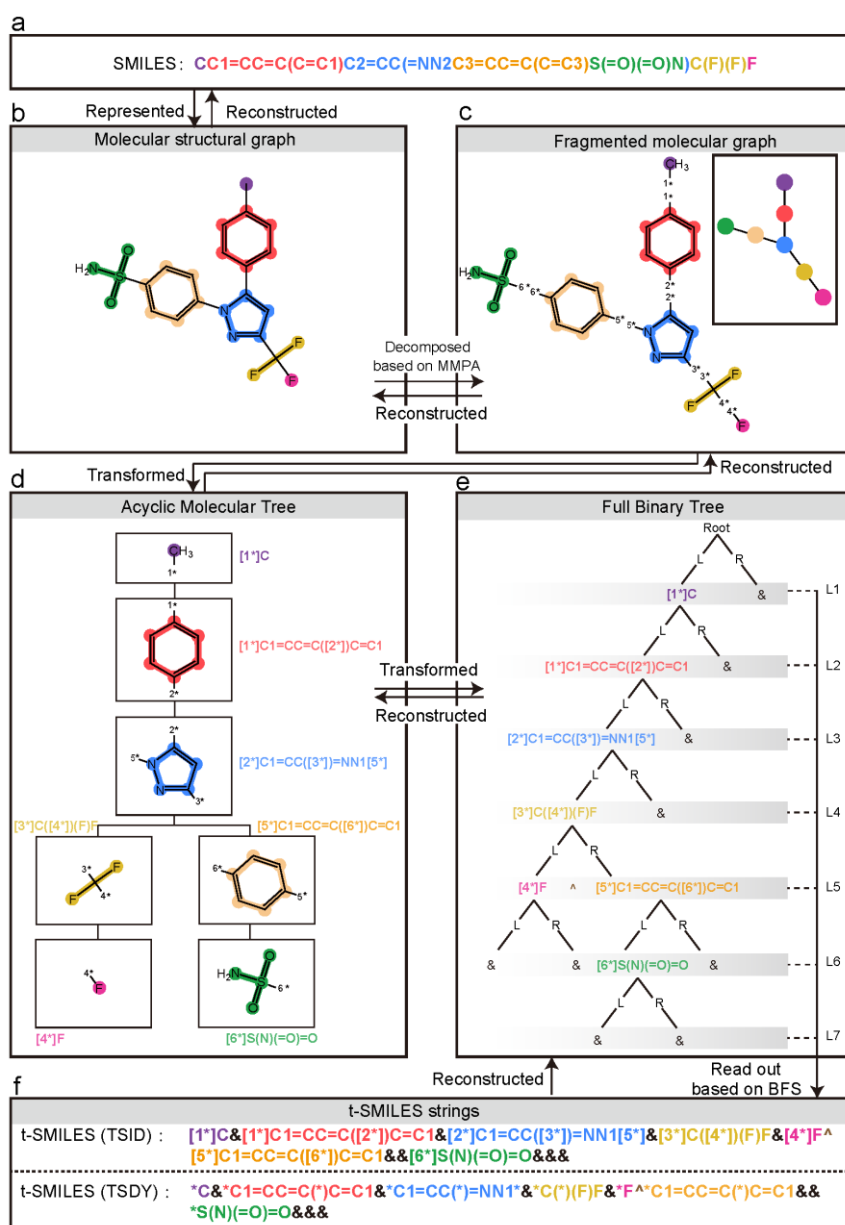 a
SMILES : CC1=CC=C(C=C1)C2=CC(=NN2C3=CC=C(C=C3)S(=O)(=O)N)C(F)(F)F
Represented
Reconstructed
b
Molecular structural graph
H2N
S
O
O
N
N
F
F
F
c
Fragmented molecular graph
CH3
1*
1*
2*
2*
H2N
S
O
O
6*
6*
5*
5*
N
N
3*
3*
F
F
4*
4*
F
Decomposed
based on MMPA
Reconstructed
Transformed
Reconstructed
d
Acyclic Molecular Tree
CH3
1*
[1*]C
1*
2*
[1*]C1=CC=C([2*])C=C1
2*
5*
N
N
3*
[2*]C1=CC([3*])=NN1[5*]
[3*]C([4*])(F)F
[5*]C1=CC=C([6*])C=C1
3*
F
F
4*
6*
5*
4*
F
H2N
O
S
6*
O
[4*]F
[6*]S(N)(=O)=O
Transformed
Reconstructed
e
Full Binary Tree
Root
L
R
[1*]C
&
L1
L
R
[1*]C1=CC=C([2*])C=C1
&
L2
L
R
[2*]C1=CC([3*])=NN1[5*]
&
L3
L
R
[3*]C([4*])(F)F
&
L4
L
R
[4*]F
^
[5*]C1=CC=C([6*])C=C1
L5
L
R
L
R
&
&
[6*]S(N)(=O)=O
&
L6
L
R
&
&
L7
Reconstructed
Read out
based on BFS
f
t-SMILES strings
t-SMILES (TSID) : [1*]C&[1*]C1=CC=C([2*])C=C1&[2*]C1=CC([3*])=NN1[5*]&[3*]C([4*])(F)F&[4*]F^
[5*]C1=CC=C([6*])C=C1&&[6*]S(N)(=O)=O&&&
t-SMILES (TSDY) : *C&*C1=CC=C(*)C=C1&*C1=CC(*)=NN1*&*C(*)(F)F&*F^*C1=CC=C(*)C=C1&&
*S(N)(=O)=O&&&